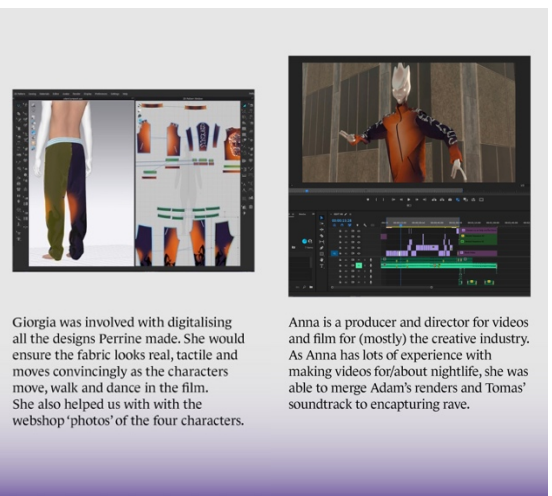 Giorgia was involved with digitalising
all the designs Perrine made. She would
ensure the fabric looks real, tactile and
moves convincingly as the characters
move, walk and dance in the film.
She also helped us with with the
webshop ‘photos’ of the four characters.
Anna is a producer and director for videos
and film for (mostly) the creative industry.
As Anna has lots of experience with
making videos for/about nightlife, she was
able to merge Adam’s renders and Tomas’
soundtrack to encapturing rave.